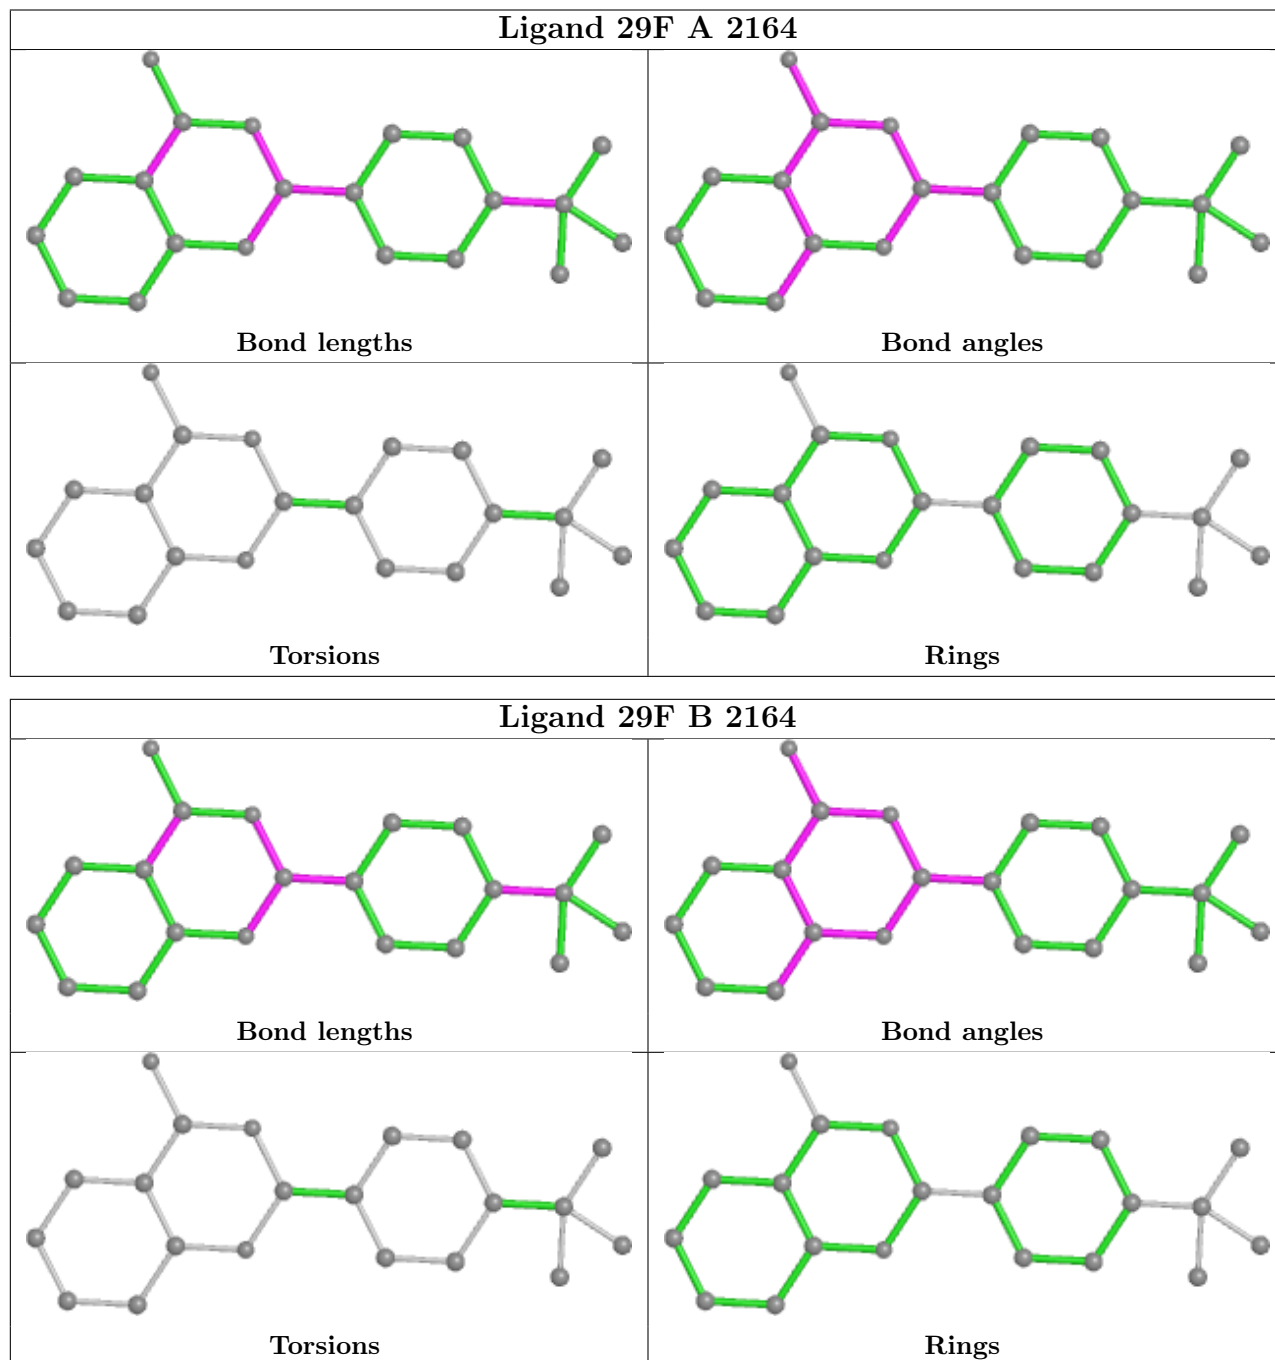 Ligand 29F A 2164
Bond lengths
Bond angles
Torsions
Rings
Ligand 29F B 2164
Bond lengths
Bond angles
Torsions
Rings